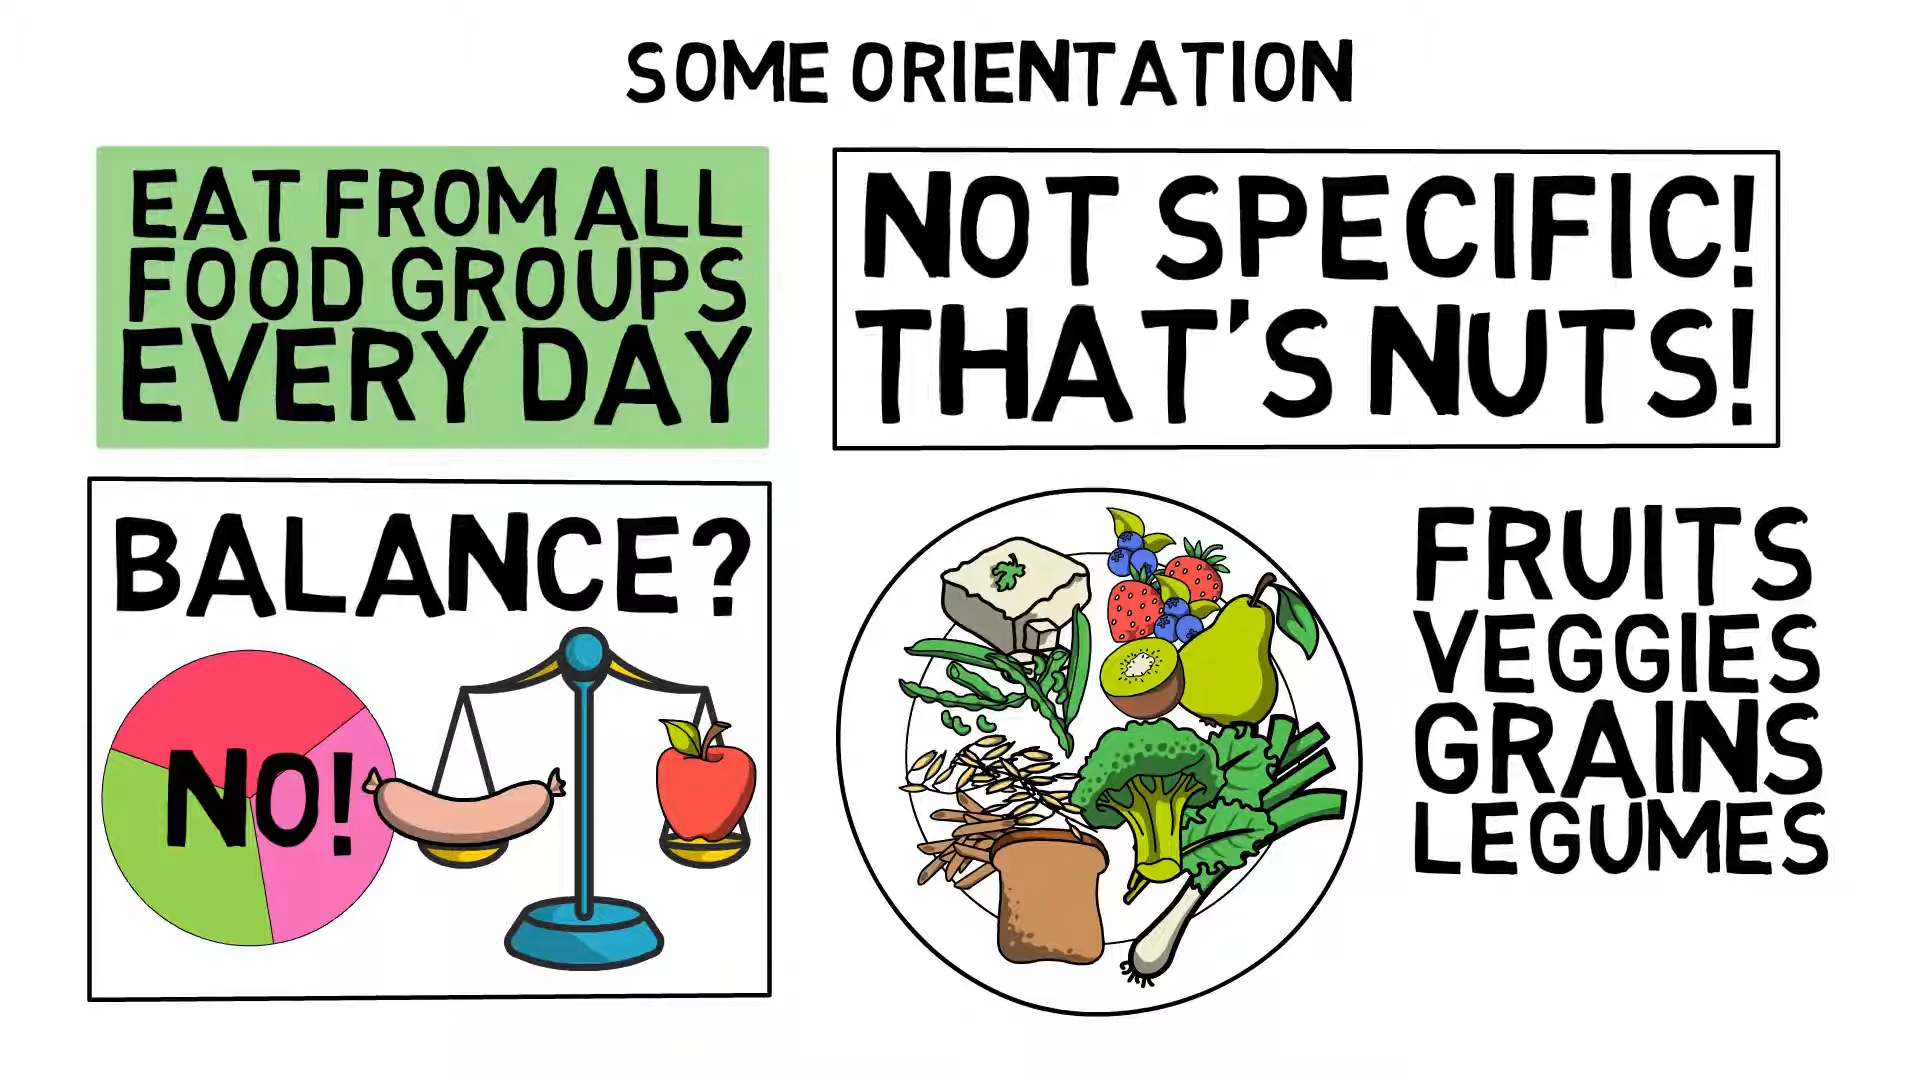 SOME ORIENTATION
EAT FROM ALL
FOOD GROUPS
EVERY DAY
NOT SPECIFIC!
THAT'S NUTS!
BALANCE?
NO!
FRUITS
VEGGIES
GRAINS
LEGUMES